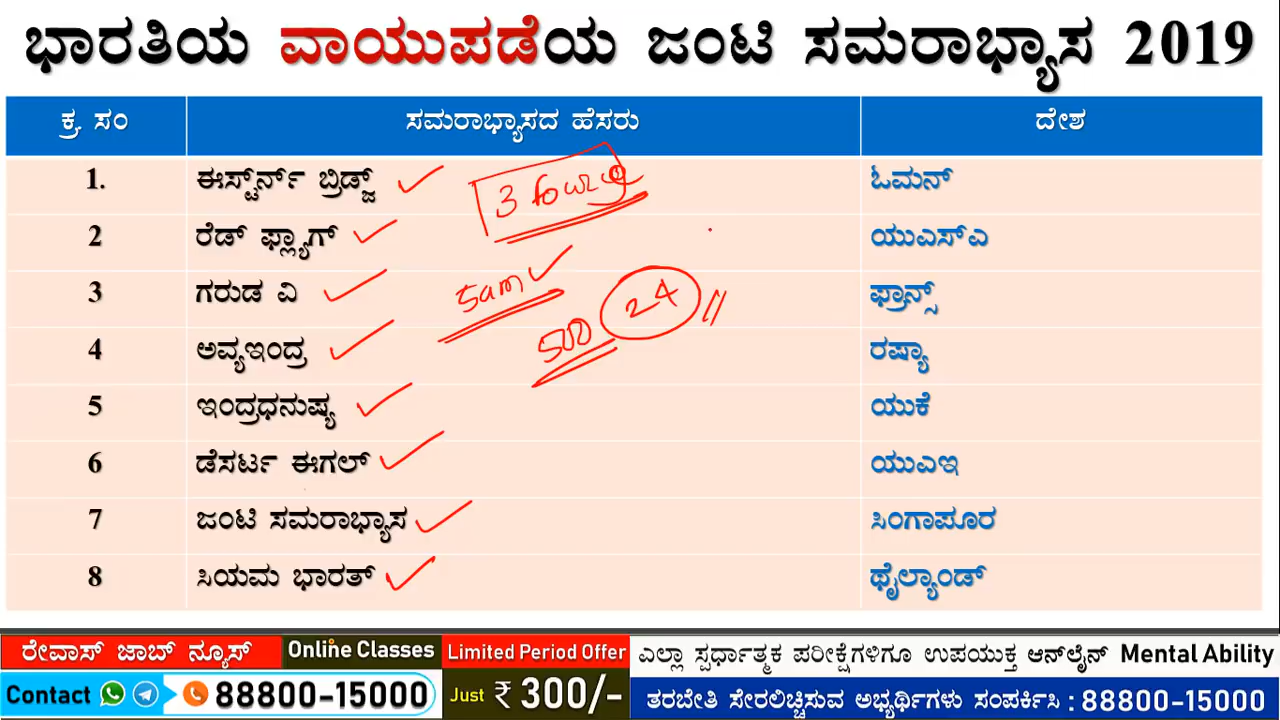 ಭಾರತಿಯ ವಾಯುಪಡೆಯ ಜಂಟಿ ಸಮರಾಭ್ಯಾಸ 2019
ಕ್ರ. ಸಂ ಸಮರಾಭ್ಯಾಸದ ಹೆಸರು ದೇಶ
1. ಈಸ್ಟರ್ನ್ ಬ್ರಿಡ್ಜ್ ಓಮನ್
2 ರೆಡ್ ಫ್ಲ್ಯಾಗ್ ಯುಎಸ್ಎ
3 ಗರುಡ ವಿ ಫ್ರಾನ್ಸ್
4 ಅವ್ಯಇಂದ್ರ ರಷ್ಯಾ
5 ಇಂದ್ರಧನುಷ್ಯ ಯುಕೆ
6 ಡೆಸರ್ಟ ಈಗಲ್ ಯುಎಇ
7 ಜಂಟಿ ಸಮರಾಭ್ಯಾಸ ಸಿಂಗಾಪೂರ
8 ಸಿಯಮ ಭಾರತ್ ಥೈಲ್ಯಾಂಡ್
5am
500 24
ರೇವಾಸ್ ಜಾಬ್ ನ್ಯೂಸ್ Online Classes Limited Period Offer ಎಲ್ಲಾ ಸ್ಪರ್ಧಾತ್ಮಕ ಪರೀಕ್ಷೆಗಳಿಗೂ ಉಪಯುಕ್ತ ಆನ್‌ಲೈನ್ Mental Ability
Contact 88800-15000 Just ₹ 300/- ತರಬೇತಿ ಸೇರಲಿಚ್ಚಿಸುವ ಅಭ್ಯರ್ಥಿಗಳು ಸಂಪರ್ಕಿಸಿ : 88800-15000